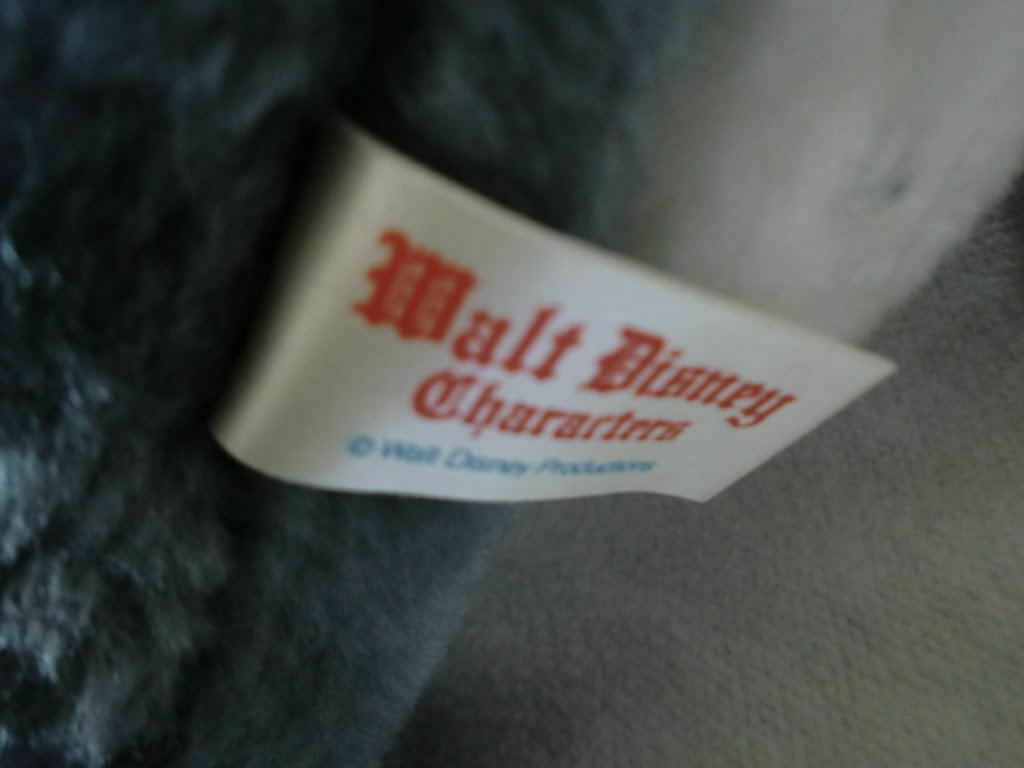 Walt Disney
Characters
© Walt Disney Productions